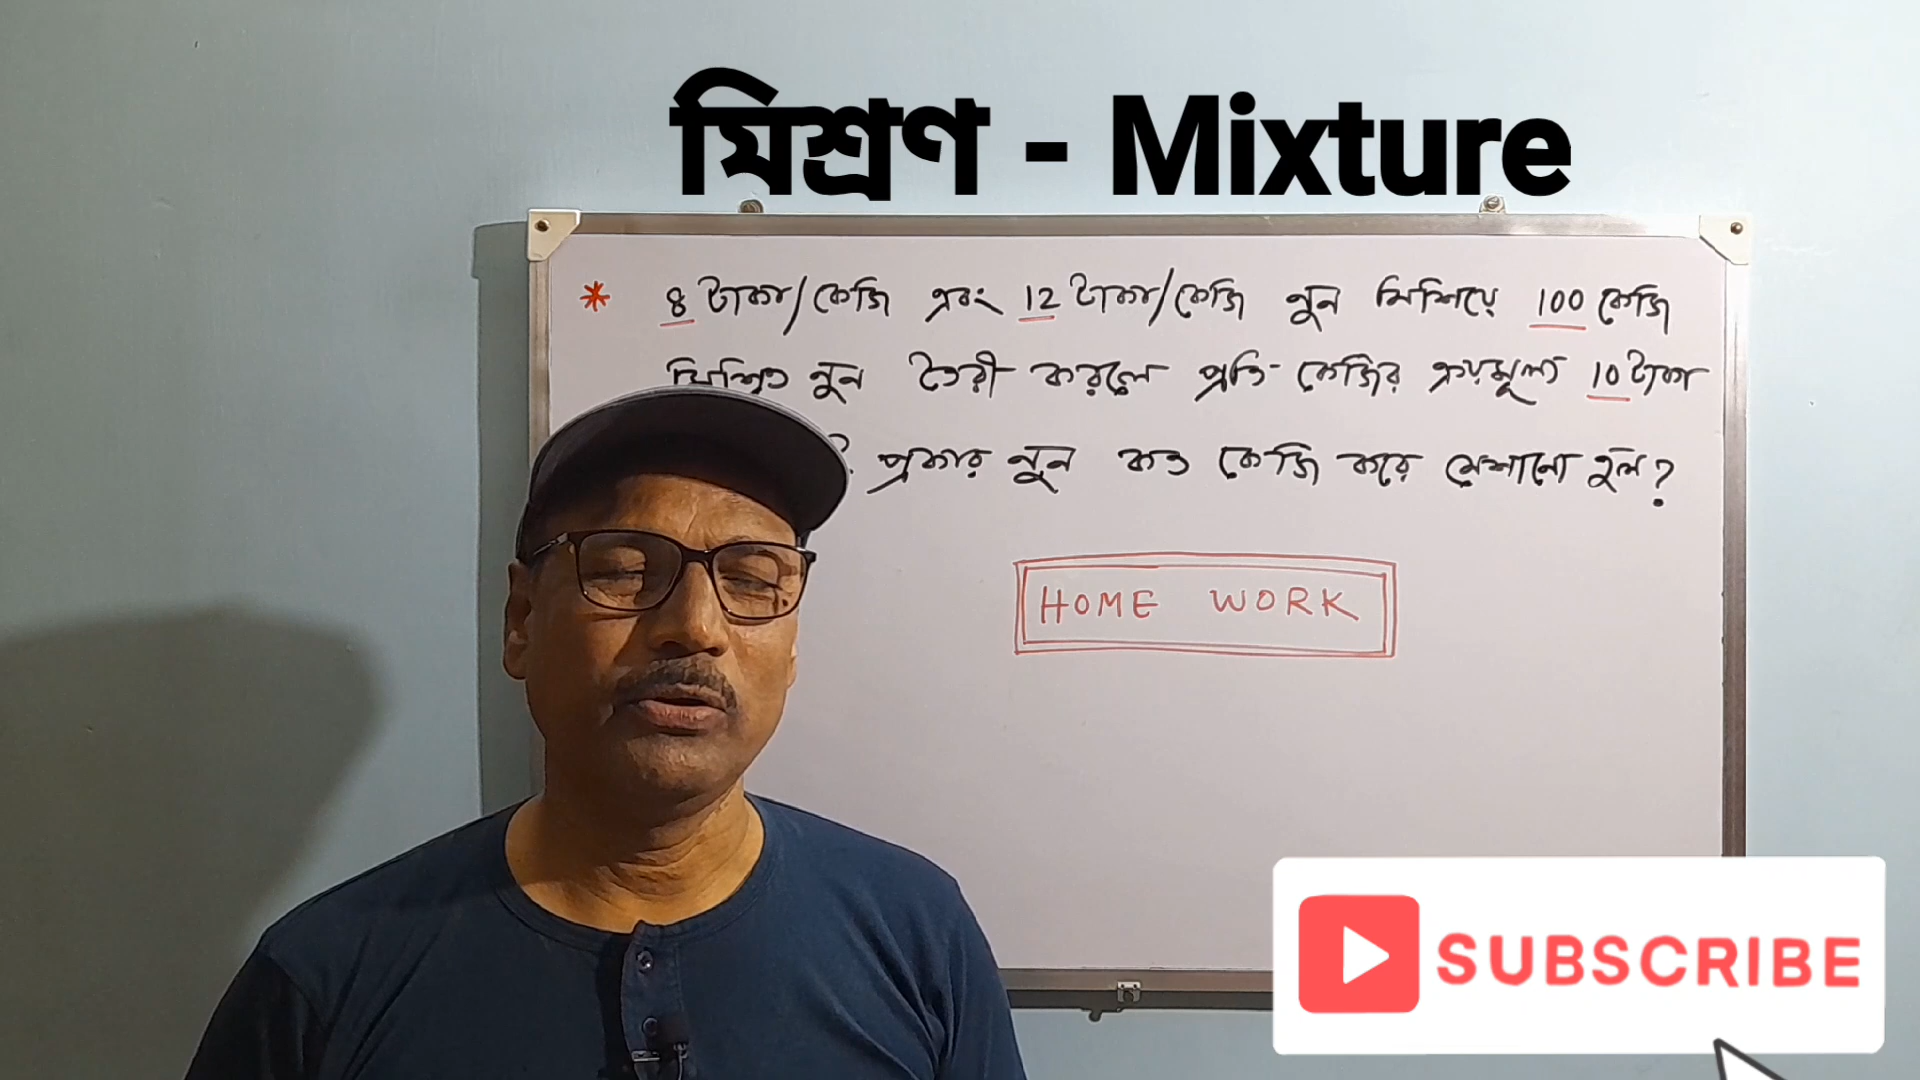 মিশ্রণ - Mixture
* 8 টাকা/কেজি এবং 12 টাকা/কেজি নুন মিশিয়ে 100 কেজি
মিশ্রিত নুন তৈরী করলে প্রতি কেজির ক্রয়মূল্য 10 টাকা
প্রকার নুন কত কেজি করে মেশানো হল?
HOME WORK
SUBSCRIBE